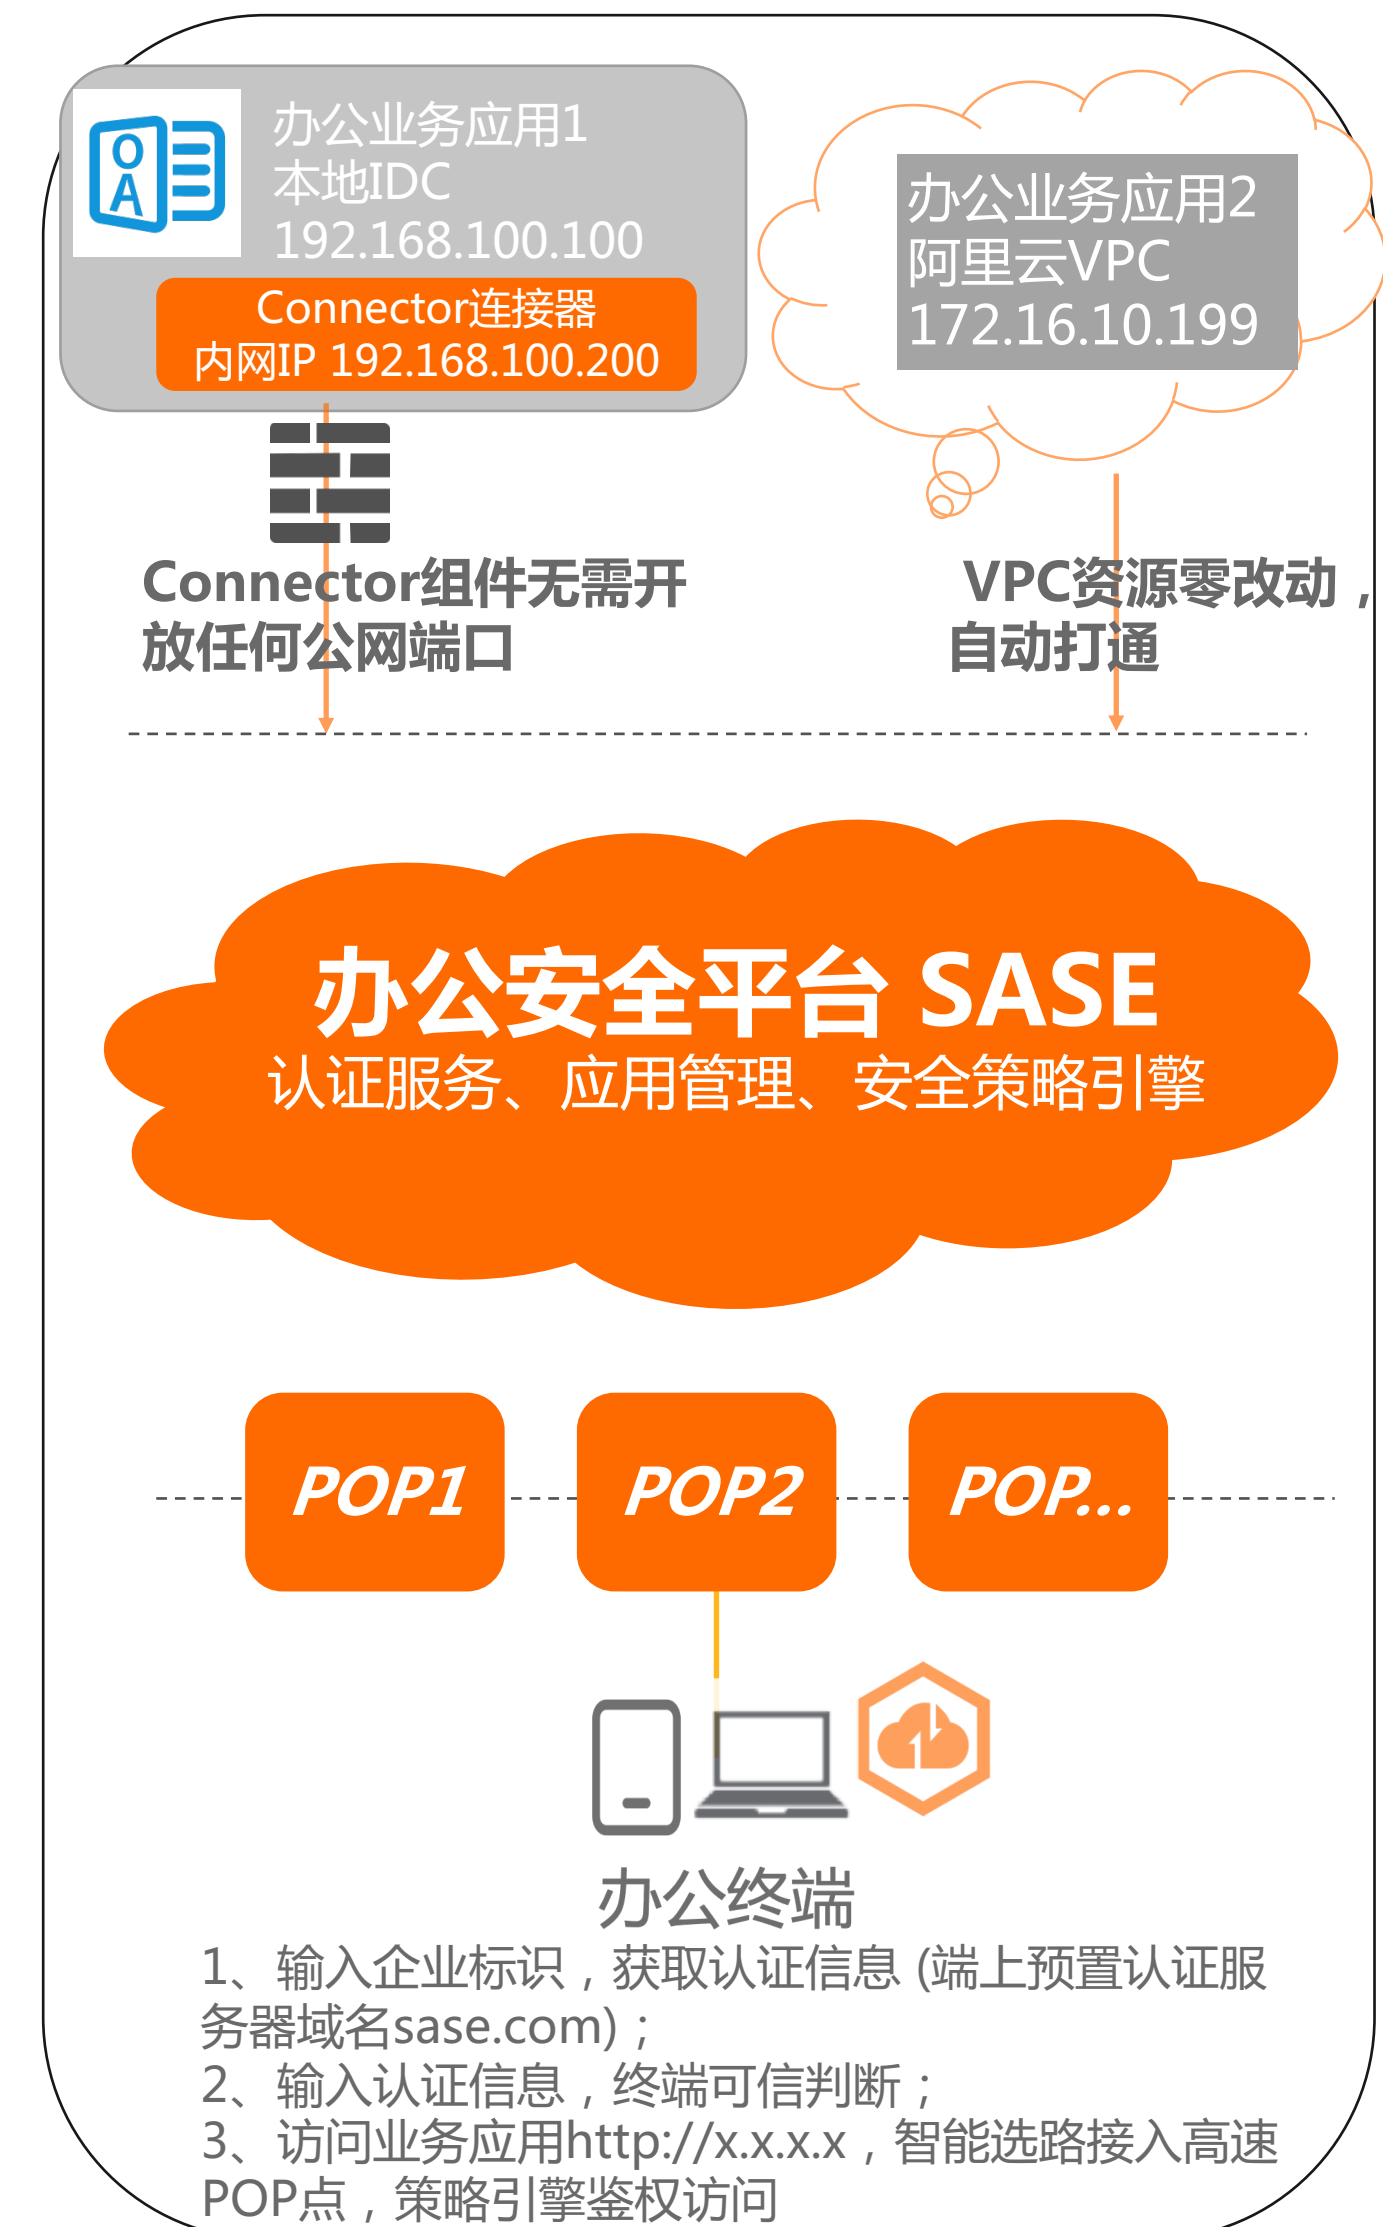 OA
办公业务应用1
本地IDC
192.168.100.100
Connector连接器
内网IP 192.168.100.200
办公业务应用2
阿里云VPC
172.16.10.199
Connector组件无需开
放任何公网端口
VPC资源零改动，
自动打通
办公安全平台 SASE
认证服务、应用管理、安全策略引擎
POP1
POP2
POP...
办公终端
1、输入企业标识，获取认证信息 (端上预置认证服
务器域名sase.com)；
2、输入认证信息，终端可信判断；
3、访问业务应用http://x.x.x.x，智能选路接入高速
POP点，策略引擎鉴权访问